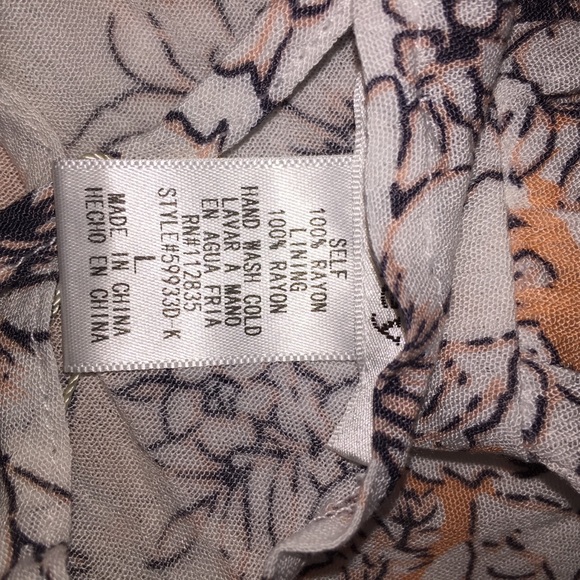 SELF
100% RAYON
LINING
100% RAYON
HAND WASH COLD
LAVAR A MANO
EN AGUA FRIA
RN#112835
STYLE#59933D-K
L
MADE IN CHINA
HECHO EN CHINA